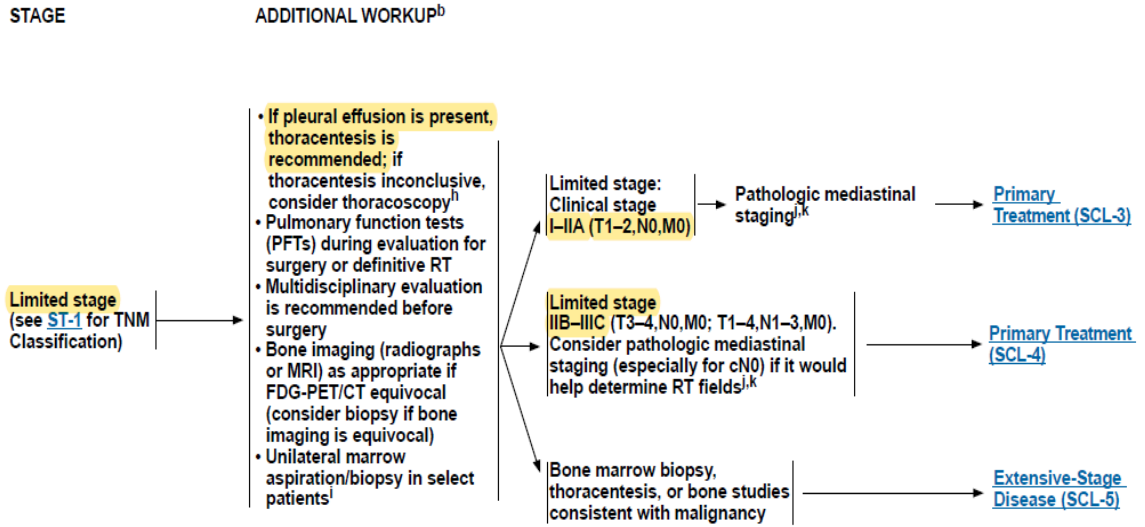 STAGE
ADDITIONAL WORKUPb
Limited stage
(see ST-1 for TNM
Classification)
• If pleural effusion is present,
thoracentesis is
recommended; if
thoracentesis inconclusive,
consider thoracoscopyh
• Pulmonary function tests
(PFTs) during evaluation for
surgery or definitive RT
• Multidisciplinary evaluation
is recommended before
surgery
• Bone imaging (radiographs
or MRI) as appropriate if
FDG-PET/CT equivocal
(consider biopsy if bone
imaging is equivocal)
• Unilateral marrow
aspiration/biopsy in select
patientsi
Limited stage:
Clinical stage
I–IIA (T1–2,N0,M0)
Pathologic mediastinal
stagingj,k
Primary
Treatment (SCL-3)
Limited stage
IIB–IIIC (T3–4,N0,M0; T1–4,N1–3,M0).
Consider pathologic mediastinal
staging (especially for cN0) if it would
help determine RT fieldsj,k
Primary Treatment
(SCL-4)
Bone marrow biopsy,
thoracentesis, or bone studies
consistent with malignancy
Extensive-Stage
Disease (SCL-5)